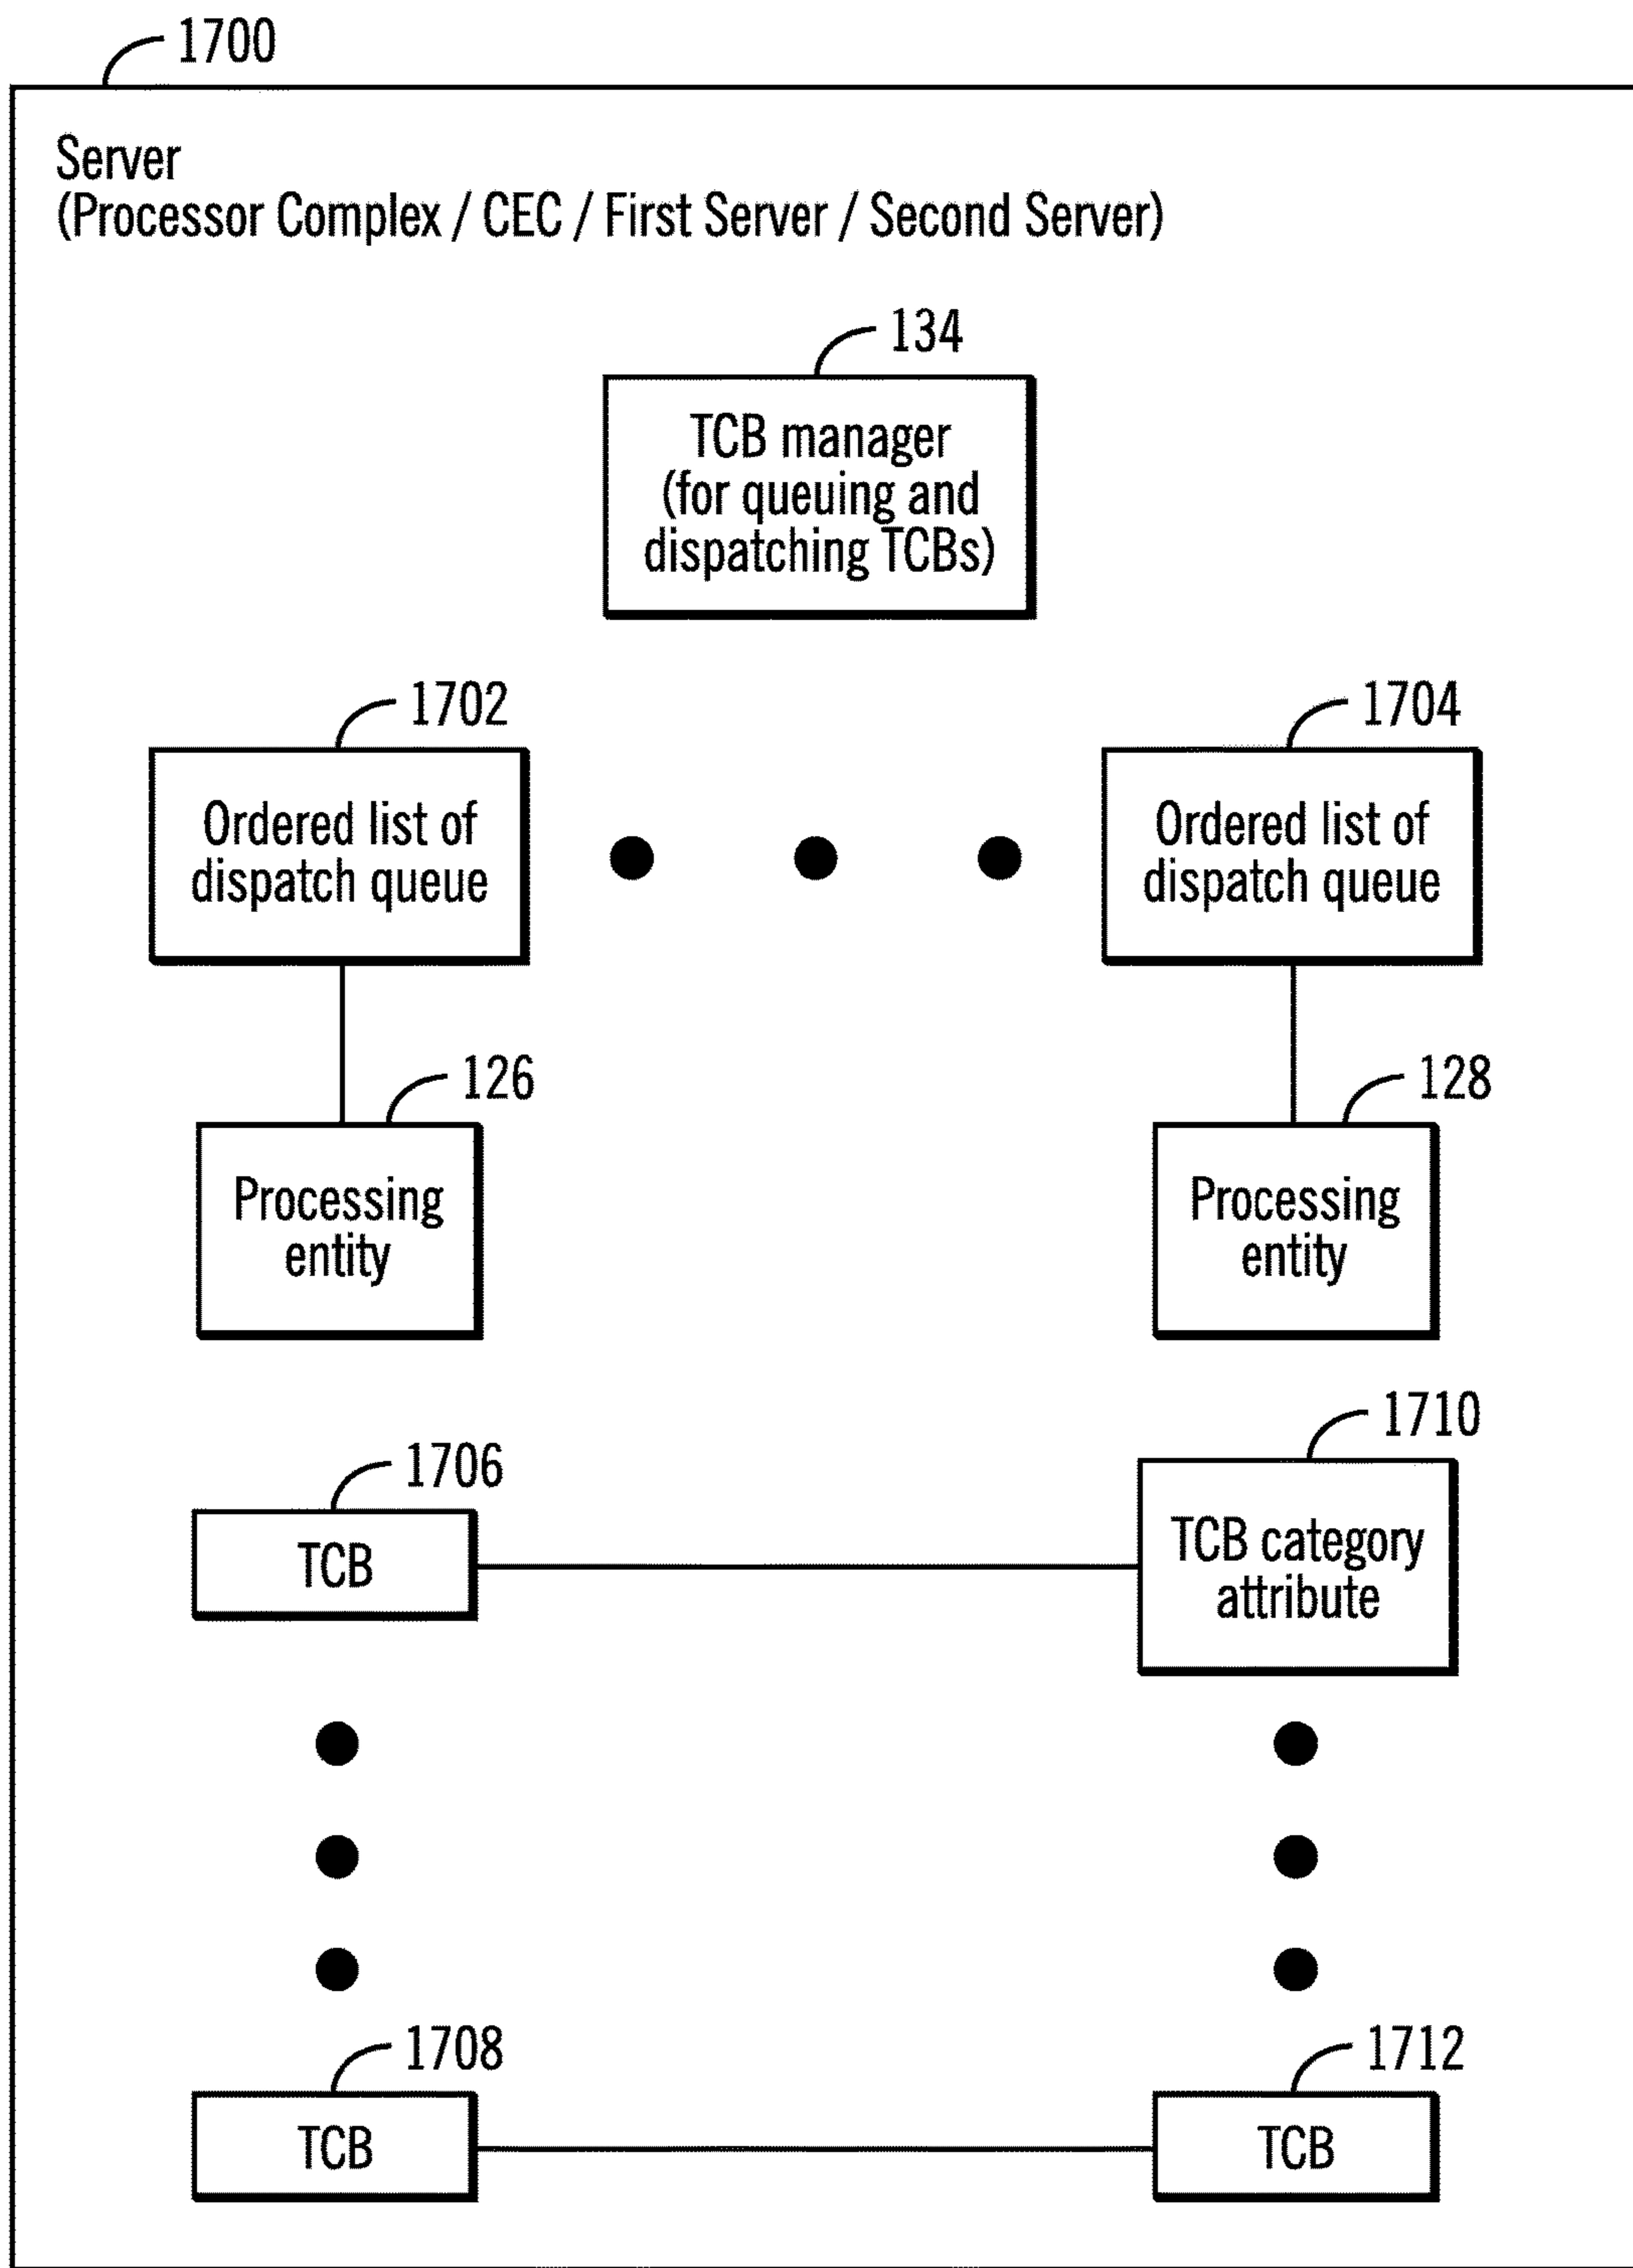 1700
Server
(Processor Complex / CEC / First Server / Second Server)
134
TCB manager
(for queuing and
dispatching TCBs)
1702
Ordered list of
dispatch queue
1704
Ordered list of
dispatch queue
126
Processing
entity
128
Processing
entity
1706
TCB
1710
TCB category
attribute
1708
TCB
1712
TCB